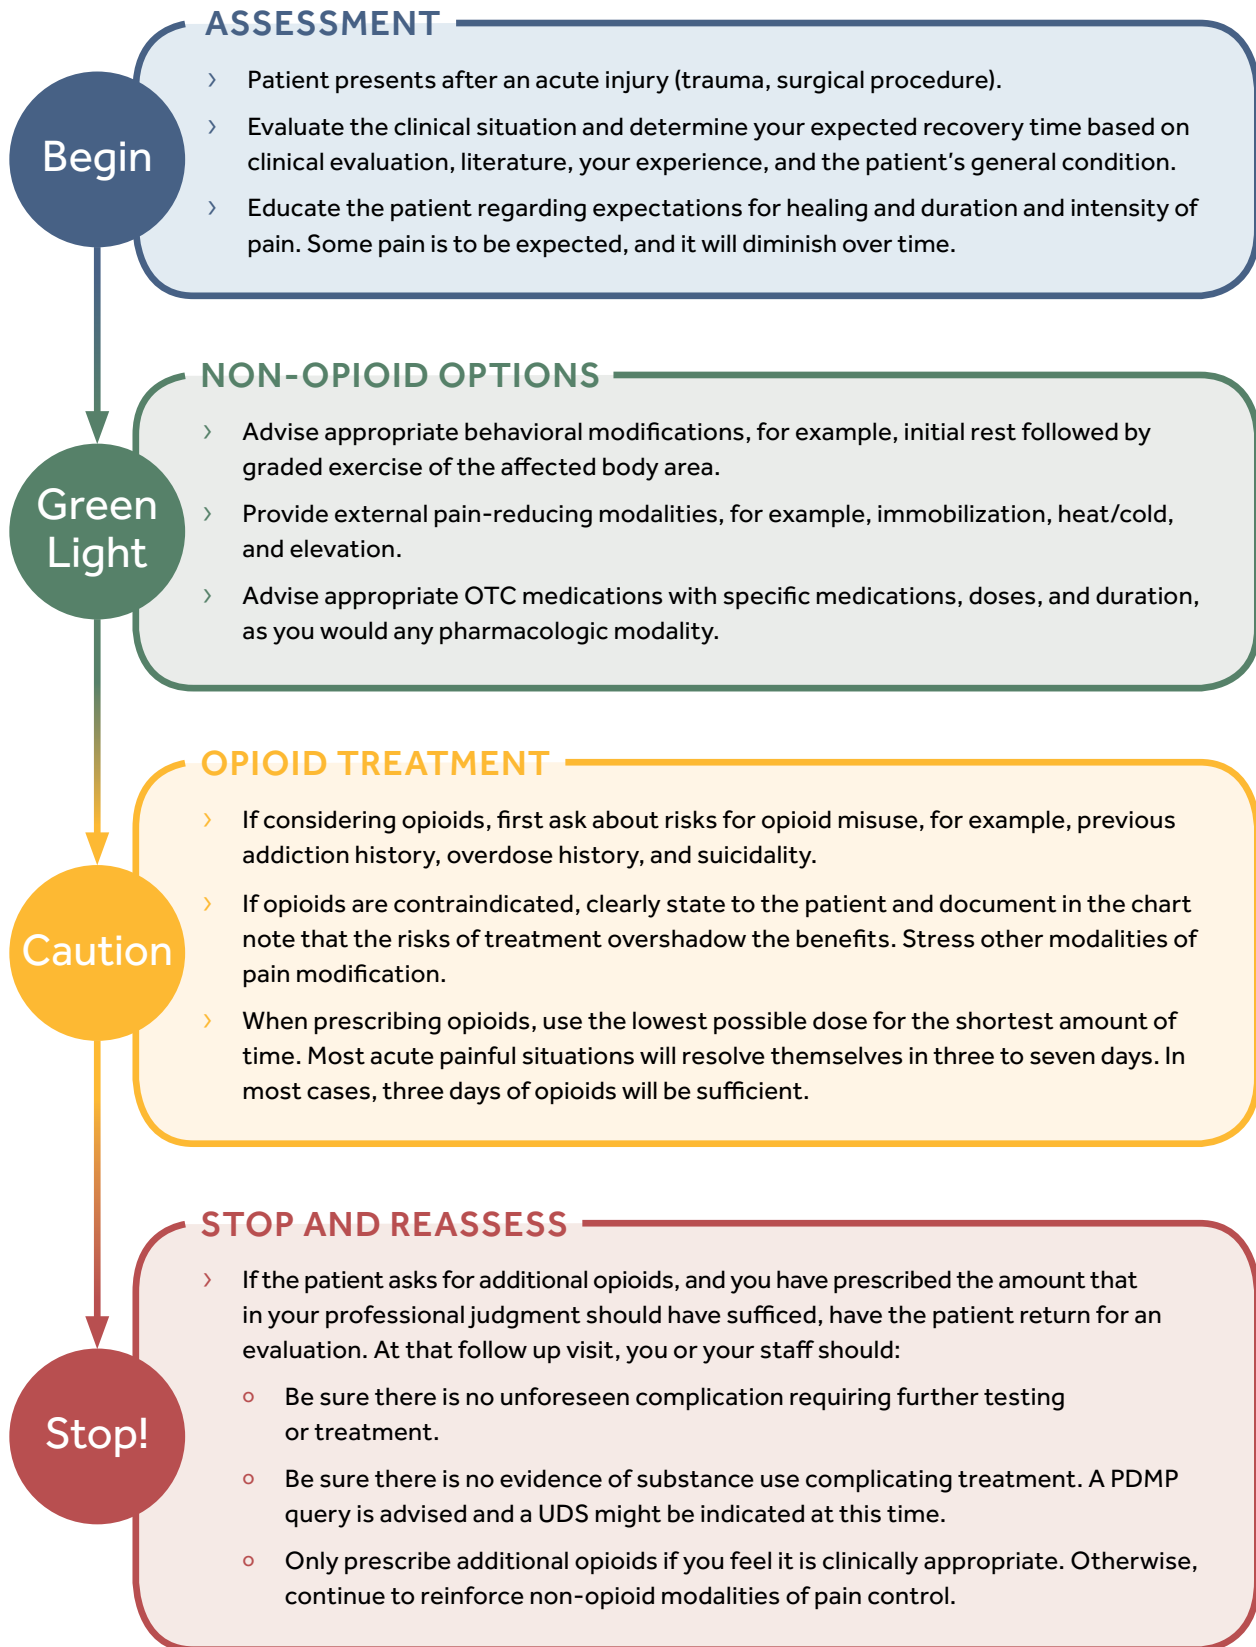 ASSESSMENT
Begin
› Patient presents after an acute injury (trauma, surgical procedure).
› Evaluate the clinical situation and determine your expected recovery time based on
clinical evaluation, literature, your experience, and the patient’s general condition.
› Educate the patient regarding expectations for healing and duration and intensity of
pain. Some pain is to be expected, and it will diminish over time.
NON-OPIOID OPTIONS
Green
Light
› Advise appropriate behavioral modifications, for example, initial rest followed by
graded exercise of the affected body area.
› Provide external pain-reducing modalities, for example, immobilization, heat/cold,
and elevation.
› Advise appropriate OTC medications with specific medications, doses, and duration,
as you would any pharmacologic modality.
OPIOID TREATMENT
Caution
› If considering opioids, first ask about risks for opioid misuse, for example, previous
addiction history, overdose history, and suicidality.
› If opioids are contraindicated, clearly state to the patient and document in the chart
note that the risks of treatment overshadow the benefits. Stress other modalities of
pain modification.
› When prescribing opioids, use the lowest possible dose for the shortest amount of
time. Most acute painful situations will resolve themselves in three to seven days. In
most cases, three days of opioids will be sufficient.
STOP AND REASSESS
Stop!
› If the patient asks for additional opioids, and you have prescribed the amount that
in your professional judgment should have sufficed, have the patient return for an
evaluation. At that follow up visit, you or your staff should:
○ Be sure there is no unforeseen complication requiring further testing
or treatment.
○ Be sure there is no evidence of substance use complicating treatment. A PDMP
query is advised and a UDS might be indicated at this time.
○ Only prescribe additional opioids if you feel it is clinically appropriate. Otherwise,
continue to reinforce non-opioid modalities of pain control.